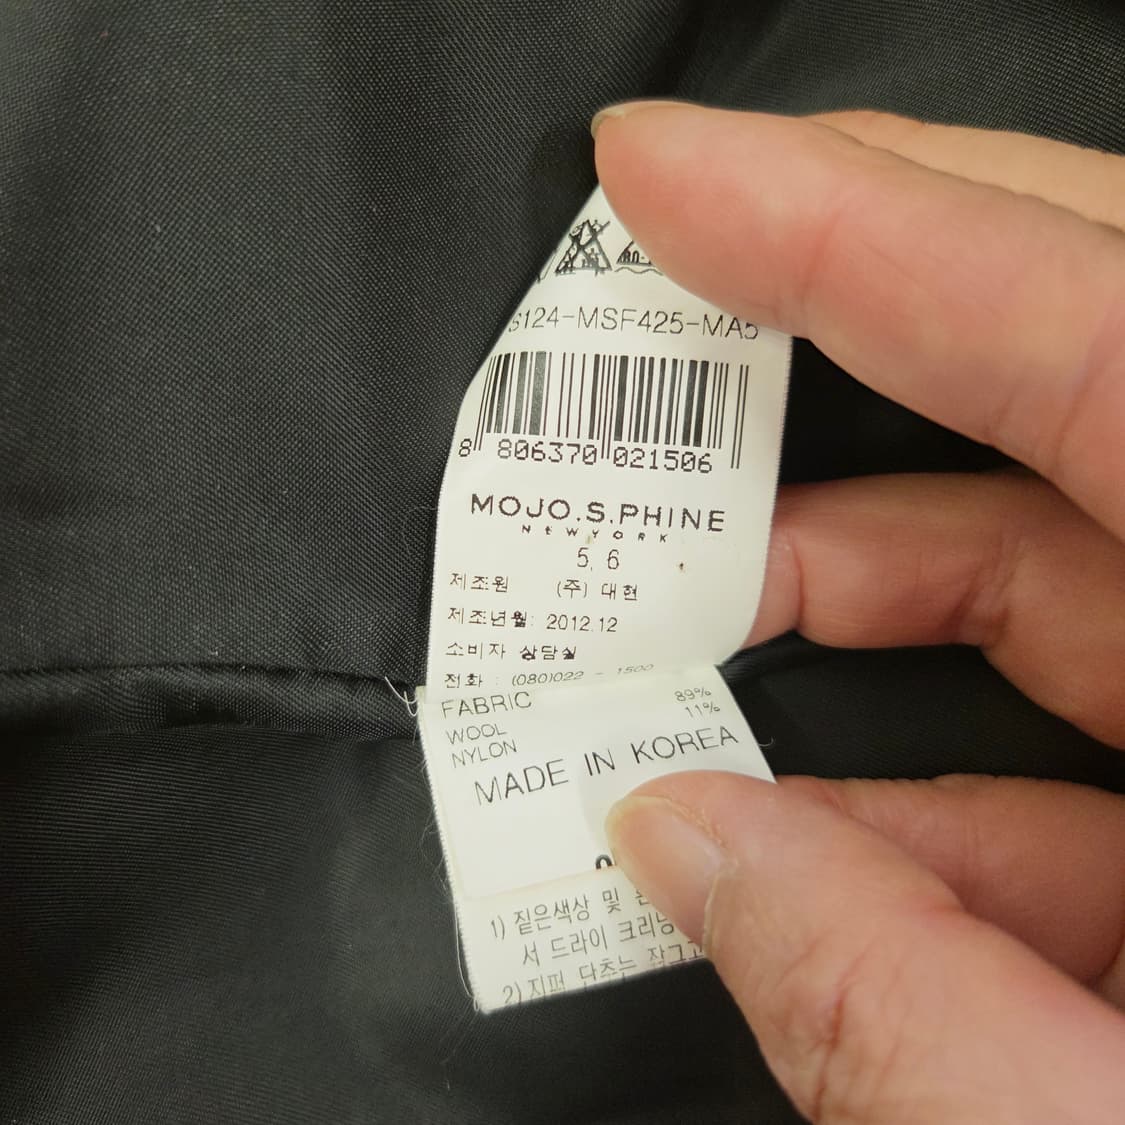 S124-MSF425-MA5
8 806370 021506
MOJO.S.PHINE
NEWYORK
5, 6
제조원 (주) 대현
제조년월: 2012.12
소비자 상담실
전화 : (080)022 - 1500
FABRIC
WOOL 89%
NYLON 11%
MADE IN KOREA
1) 짙은색상 및
서 드라이 크리닝
2) 지퍼 단추는 잠그고